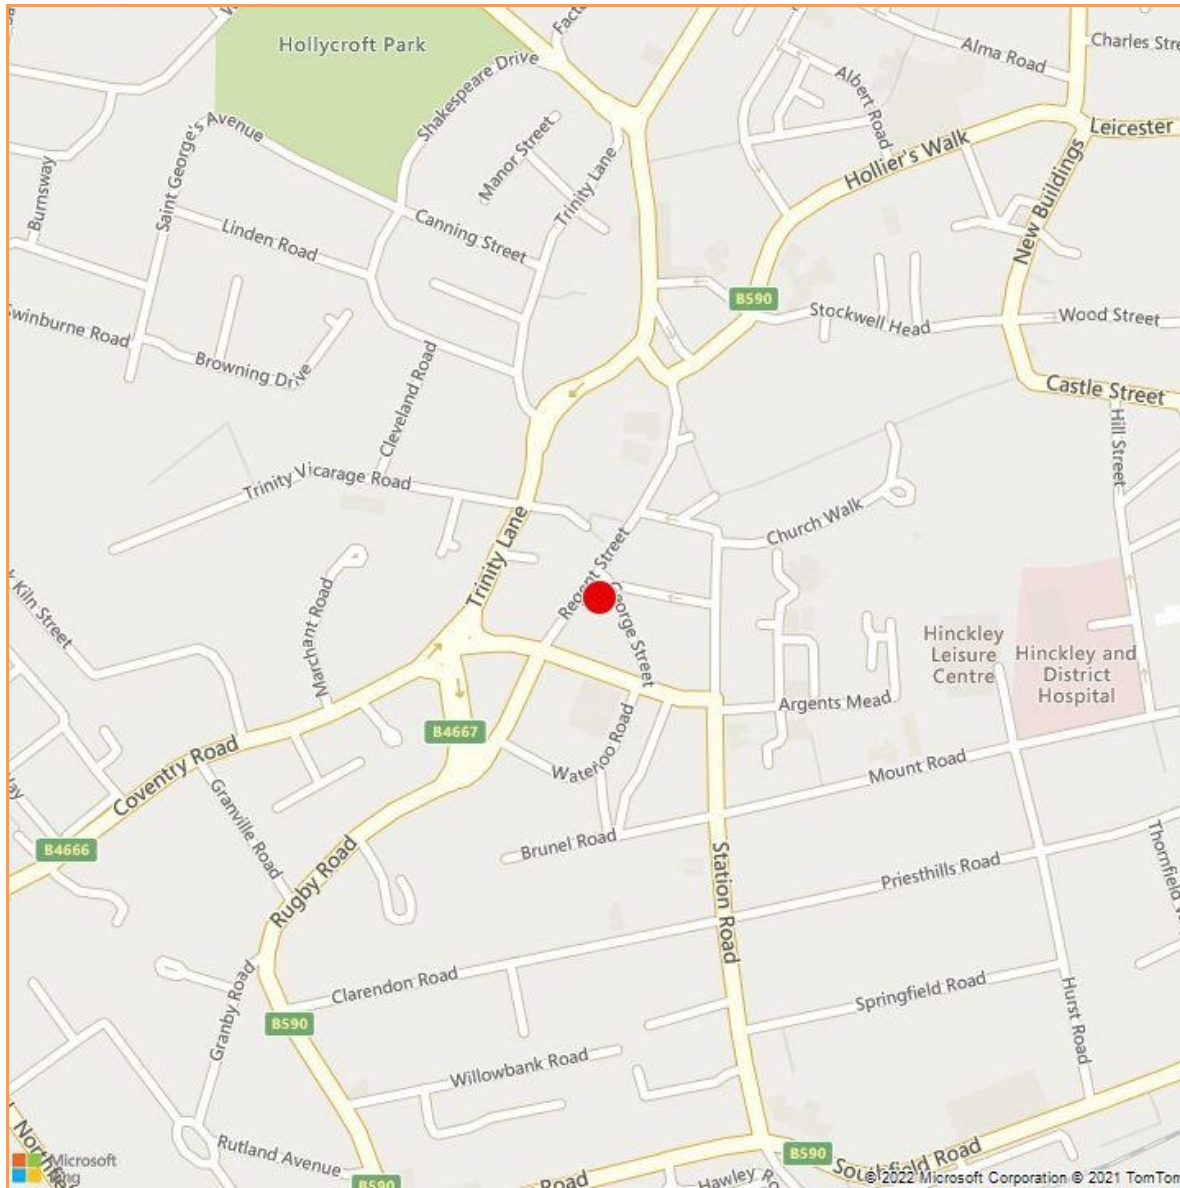 Hollycroft Park
Shakespeare Drive
Alma Road
Albert Road
Leicester
Hollier's Walk
New Buildings
Saint George's Avenue
Manor Street
Trinity Lane
Burnsway
Canning Street
Linden Road
B590
Stockwell Head
Wood Street
Browning Drive
Cleveland Road
Castle Street
Hill Street
Trinity Vicarage Road
Church Walk
Trinity Lane
Regent Street
George Street
Marchant Road
Kiln Street
Hinckley
Leisure
Centre
Hinckley and
District
Hospital
Argents Mead
B4667
Coventry Road
Waterloo Road
Mount Road
Granville Road
B4666
Brunel Road
Rugby Road
Station Road
Priesthills Road
Clarendon Road
Granby Road
Springfield Road
Hurst Road
B590
Willowbank Road
Rutland Avenue
B590
Southfield Road
B590
Road
Hawley
Microsoft
© 2022 Microsoft Corporation © 2021 TomTom